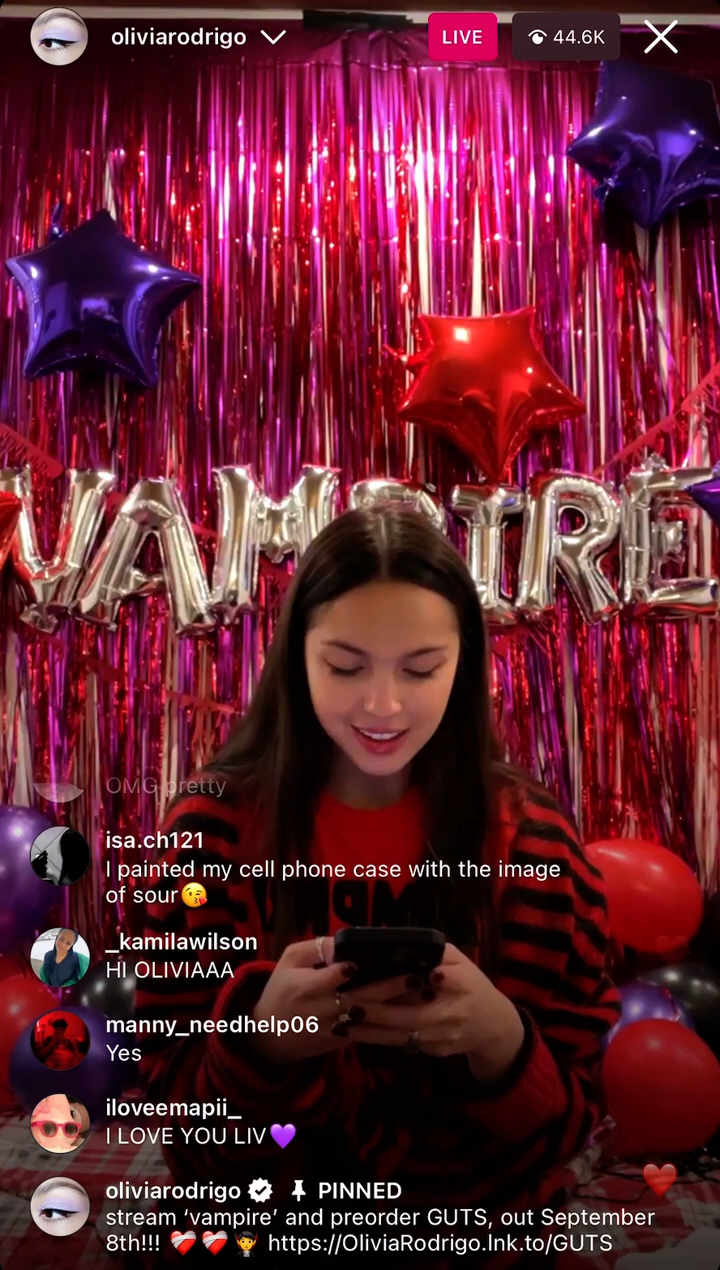 oliviarodrigo
LIVE
44.6K
VAMPIRE
OMG pretty
isa.ch121
I painted my cell phone case with the image
of sour😘
_kamilawilson
HI OLIVIAAA
manny_needhelp06
Yes
iloveemapii_
I LOVE YOU LIV💜
oliviarodrigo PINNED
stream ‘vampire’ and preorder GUTS, out September
8th!!! ❤️‍🩹❤️‍🩹🧝 https://OliviaRodrigo.lnk.to/GUTS